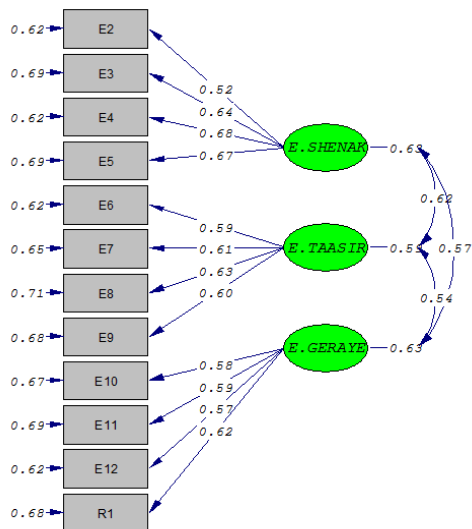 0.62 E2
0.69 E3
0.62 E4
0.69 E5
0.62 E6
0.65 E7
0.71 E8
0.68 E9
0.67 E10
0.69 E11
0.62 E12
0.68 R1
0.52
0.64
0.68
0.67
0.59
0.61
0.63
0.60
0.58
0.59
0.57
0.62
E.SHENAK 0.63
E.TAASIR
E.GERAYE 0.63
0.62
0.57
0.54